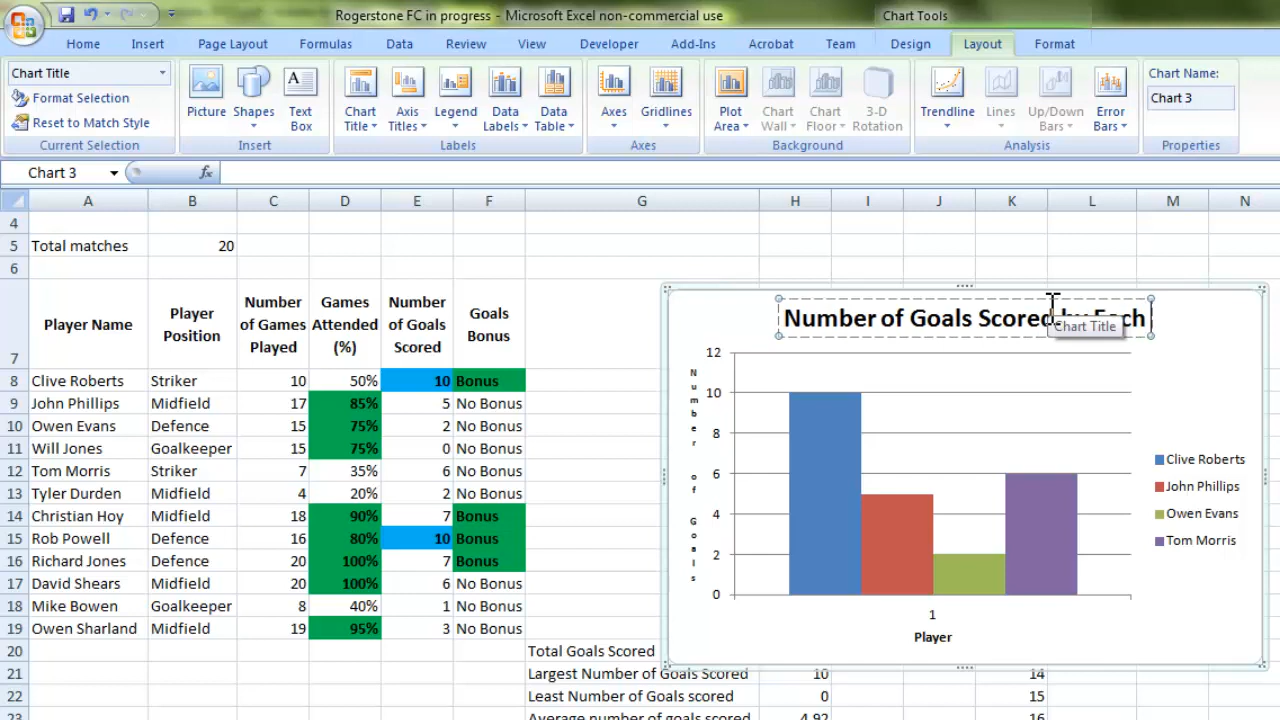 Rogerstone FC in progress - Microsoft Excel non-commercial use
Chart Tools
Home Insert Page Layout Formulas Data Review View Developer Add-Ins Acrobat Team Design Layout Format
Chart Title
Format Selection
Reset to Match Style
Current Selection
Picture Shapes Text Box
Insert
Chart Title Axis Titles Legend Data Labels Data Table
Labels
Axes Gridlines
Axes
Plot Area Chart Wall Chart Floor 3-D Rotation
Background
Trendline Lines Up/Down Bars Error Bars
Analysis
Chart Name:
Chart 3
Properties
Chart 3 fx
A B C D E F G H I J K L M N
4
5 Total matches 20
6
7 Player Name Player Position Number of Games Played Games Attended (%) Number of Goals Scored Goals Bonus
8 Clive Roberts Striker 10 50% 10 Bonus
9 John Phillips Midfield 17 85% 5 No Bonus
10 Owen Evans Defence 15 75% 2 No Bonus
11 Will Jones Goalkeeper 15 75% 0 No Bonus
12 Tom Morris Striker 7 35% 6 No Bonus
13 Tyler Durden Midfield 4 20% 2 No Bonus
14 Christian Hoy Midfield 18 90% 7 Bonus
15 Rob Powell Defence 16 80% 10 Bonus
16 Richard Jones Defence 20 100% 7 Bonus
17 David Shears Midfield 20 100% 6 No Bonus
18 Mike Bowen Goalkeeper 8 40% 1 No Bonus
19 Owen Sharland Midfield 19 95% 3 No Bonus
20 Total Goals Scored
21 Largest Number of Goals Scored 10 14
22 Least Number of Goals scored 0 15
23 Average number of goals scored 4.92 16
Number of Goals Scored by Each
Chart Title
Number of Goals
12
10
8
6
4
2
0
1
Player
Clive Roberts
John Phillips
Owen Evans
Tom Morris